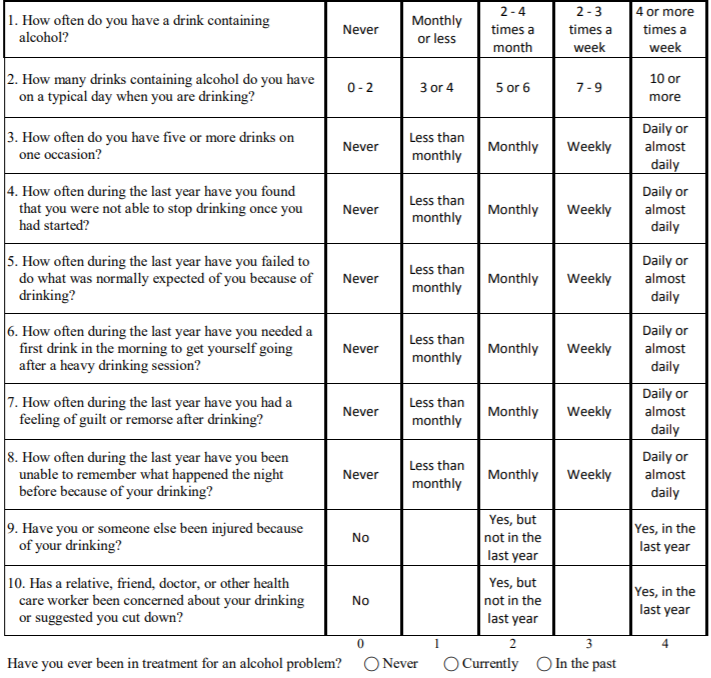 1. How often do you have a drink containing
alcohol?
Never
Monthly
or less
2 - 4
times a
month
2 - 3
times a
week
4 or more
times a
week
2. How many drinks containing alcohol do you have
on a typical day when you are drinking?
0 - 2
3 or 4
5 or 6
7 - 9
10 or
more
3. How often do you have five or more drinks on
one occasion?
Never
Less than
monthly
Monthly
Weekly
Daily or
almost
daily
4. How often during the last year have you found
that you were not able to stop drinking once you
had started?
Never
Less than
monthly
Monthly
Weekly
Daily or
almost
daily
5. How often during the last year have you failed to
do what was normally expected of you because of
drinking?
Never
Less than
monthly
Monthly
Weekly
Daily or
almost
daily
6. How often during the last year have you needed a
first drink in the morning to get yourself going
after a heavy drinking session?
Never
Less than
monthly
Monthly
Weekly
Daily or
almost
daily
7. How often during the last year have you had a
feeling of guilt or remorse after drinking?
Never
Less than
monthly
Monthly
Weekly
Daily or
almost
daily
8. How often during the last year have you been
unable to remember what happened the night
before because of your drinking?
Never
Less than
monthly
Monthly
Weekly
Daily or
almost
daily
9. Have you or someone else been injured because
of your drinking?
No
Yes, but
not in the
last year
Yes, in the
last year
10. Has a relative, friend, doctor, or other health
care worker been concerned about your drinking
or suggested you cut down?
No
Yes, but
not in the
last year
Yes, in the
last year
0 1 2 3 4
Have you ever been in treatment for an alcohol problem? Never Currently In the past